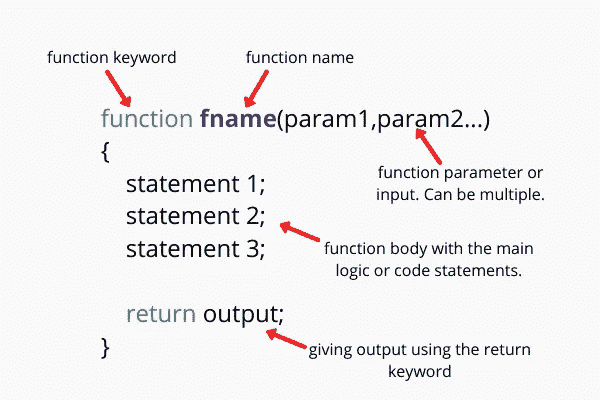 function keyword
function name
function fname(param1,param2...)
{
function parameter or
input. Can be multiple.
statement 1;
statement 2;
statement 3;
function body with the main
logic or code statements.
return output;
}
giving output using the return
keyword